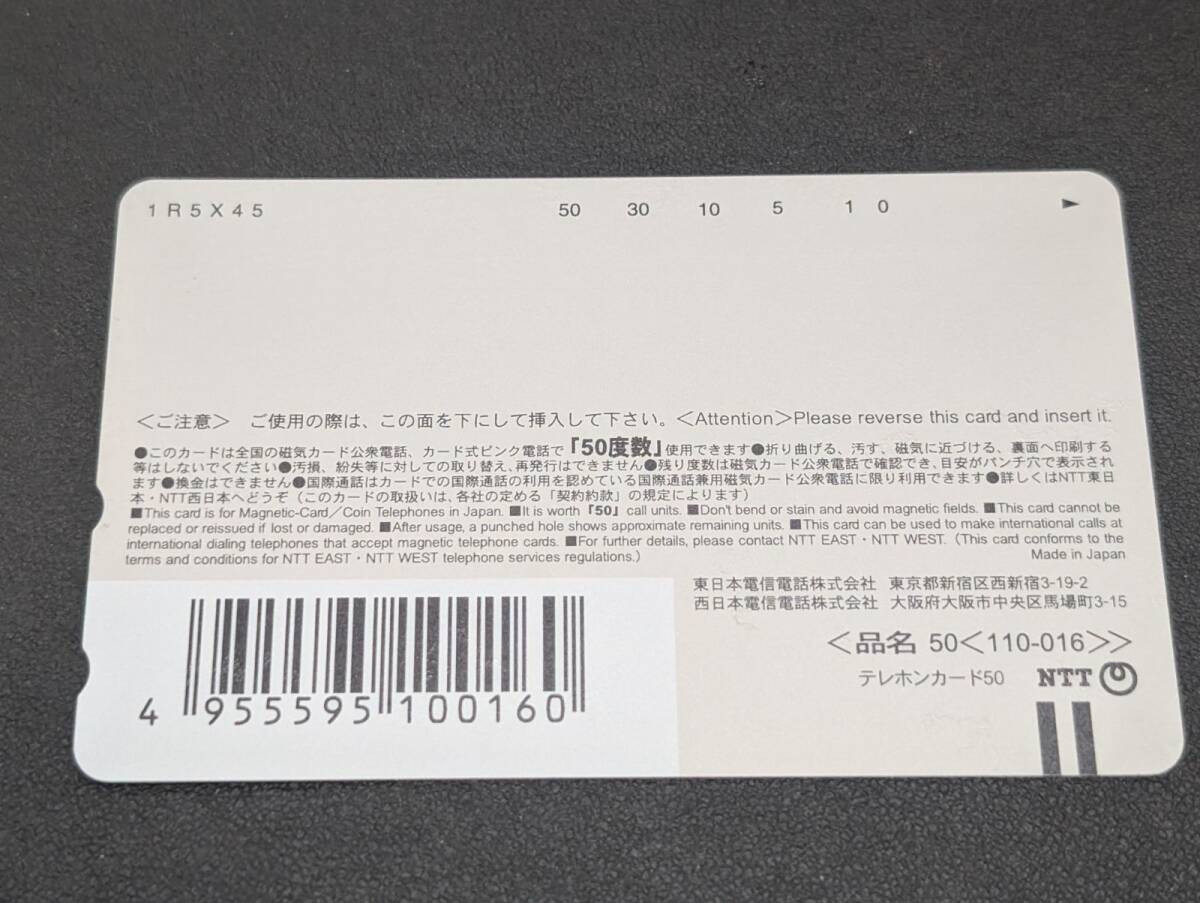 1R5X45 50 30 10 5 1 0
<ご注意> ご使用の際は、この面を下にして挿入して下さい。<Attention>Please reverse this card and insert it.
●このカードは全国の磁気カード公衆電話、カード式ピンク電話で「50度数」使用できます●折り曲げる、汚す、磁気に近づける、裏面へ印刷する
等はしないでください●汚損、紛失等に対しての取り替え、再発行はできません●残り度数は磁気カード公衆電話で確認でき、目安がパンチ穴で表示され
ます●換金はできません●国際通話はカードでの国際通話の利用を認めている国際通話兼用磁気カード公衆電話に限り利用できます●詳しくはNTT東日
本・NTT西日本へどうぞ(このカードの取扱いは、各社の定める「契約約款」の規定によります)
■This card is for Magnetic-Card/Coin Telephones in Japan. ■It is worth「50」call units. ■Don't bend or stain and avoid magnetic fields. ■This card cannot be
replaced or reissued if lost or damaged. ■After usage, a punched hole shows approximate remaining units. ■This card can be used to make international calls at
international dialing telephones that accept magnetic telephone cards. ■For further details, please contact NTT EAST・NTT WEST. (This card conforms to the
terms and conditions for NTT EAST・NTT WEST telephone services regulations.) Made in Japan
東日本電信電話株式会社 東京都新宿区西新宿3-19-2
西日本電信電話株式会社 大阪府大阪市中央区馬場町3-15
<品名 50<110-016>>
テレホンカード50 NTT
4 955595 100160